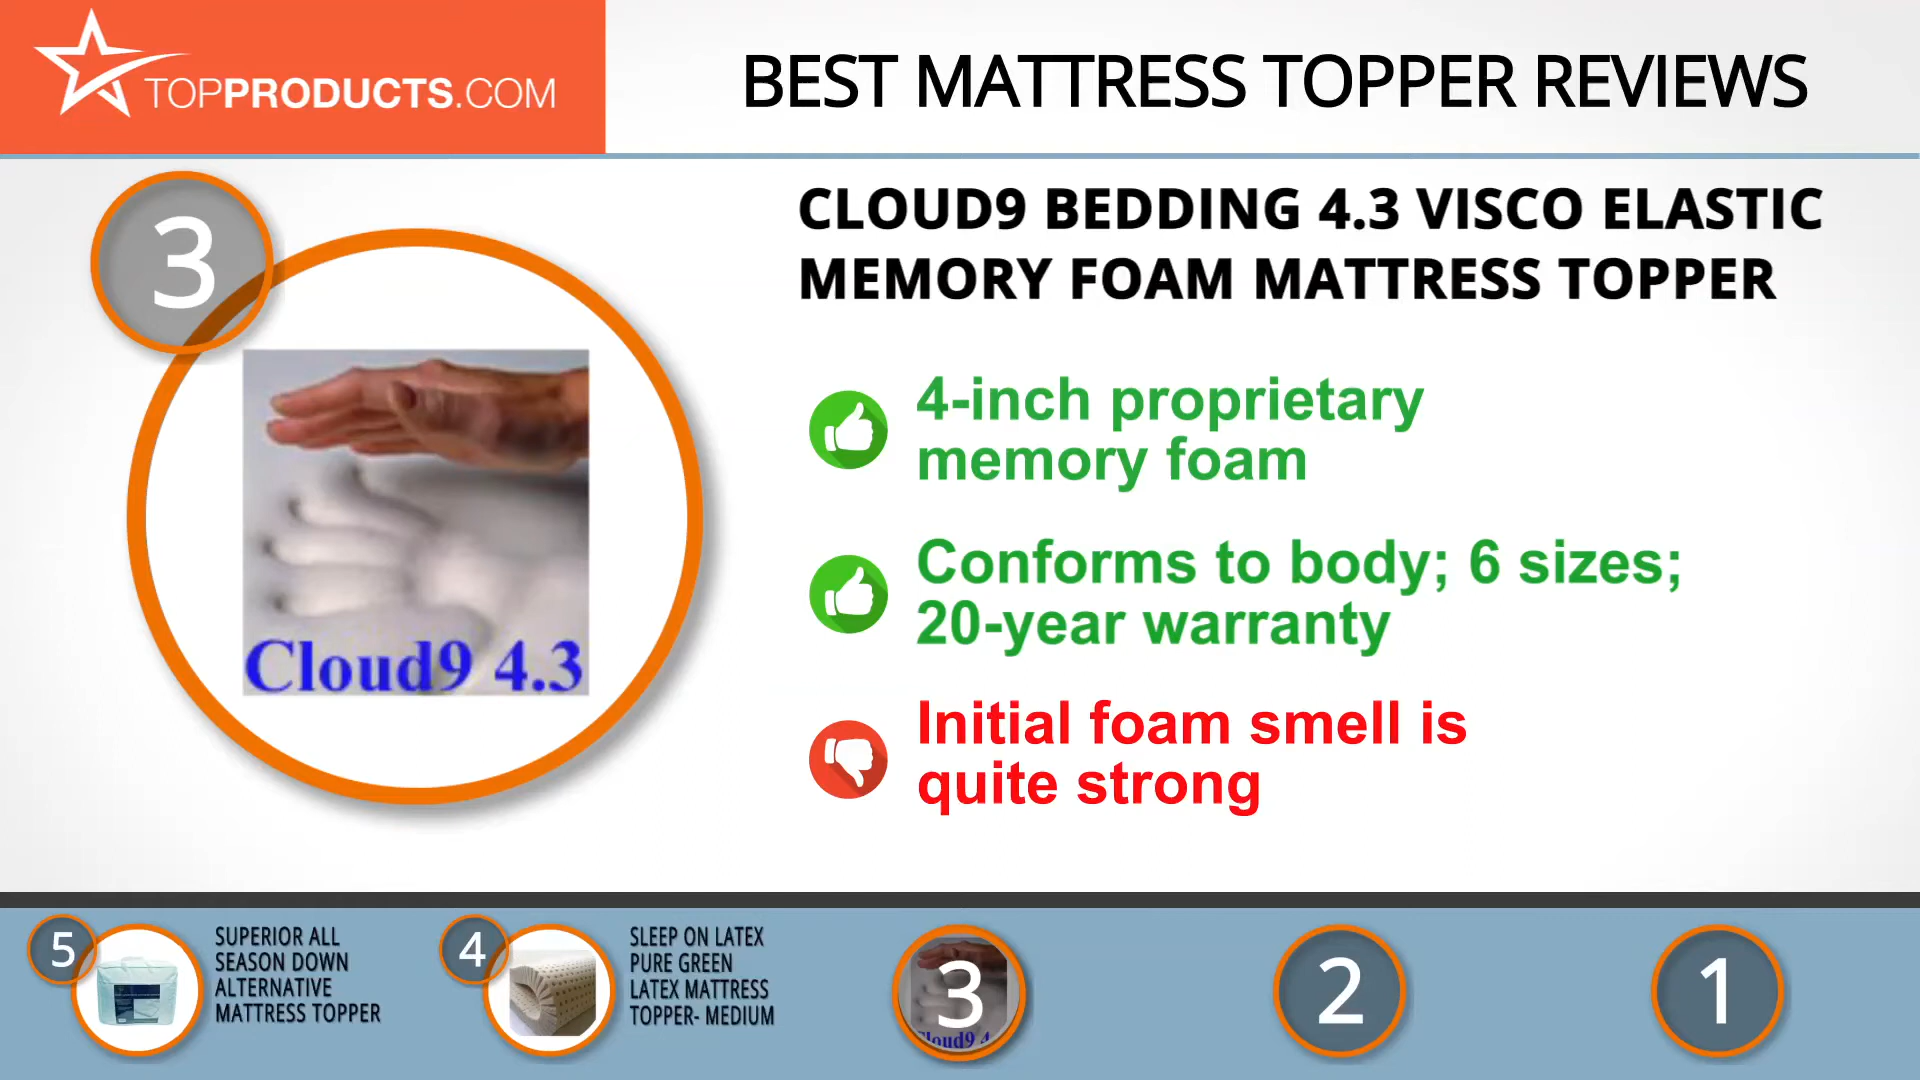 TOPPRODUCTS.COM
BEST MATTRESS TOPPER REVIEWS
3
CLOUD9 BEDDING 4.3 VISCO ELASTIC
MEMORY FOAM MATTRESS TOPPER
4-inch proprietary
memory foam
Conforms to body; 6 sizes;
20-year warranty
Initial foam smell is
quite strong
Cloud9 4.3
5
SUPERIOR ALL
SEASON DOWN
ALTERNATIVE
MATTRESS TOPPER
4
SLEEP ON LATEX
PURE GREEN
LATEX MATTRESS
TOPPER- MEDIUM
3
loud9 4
2
1